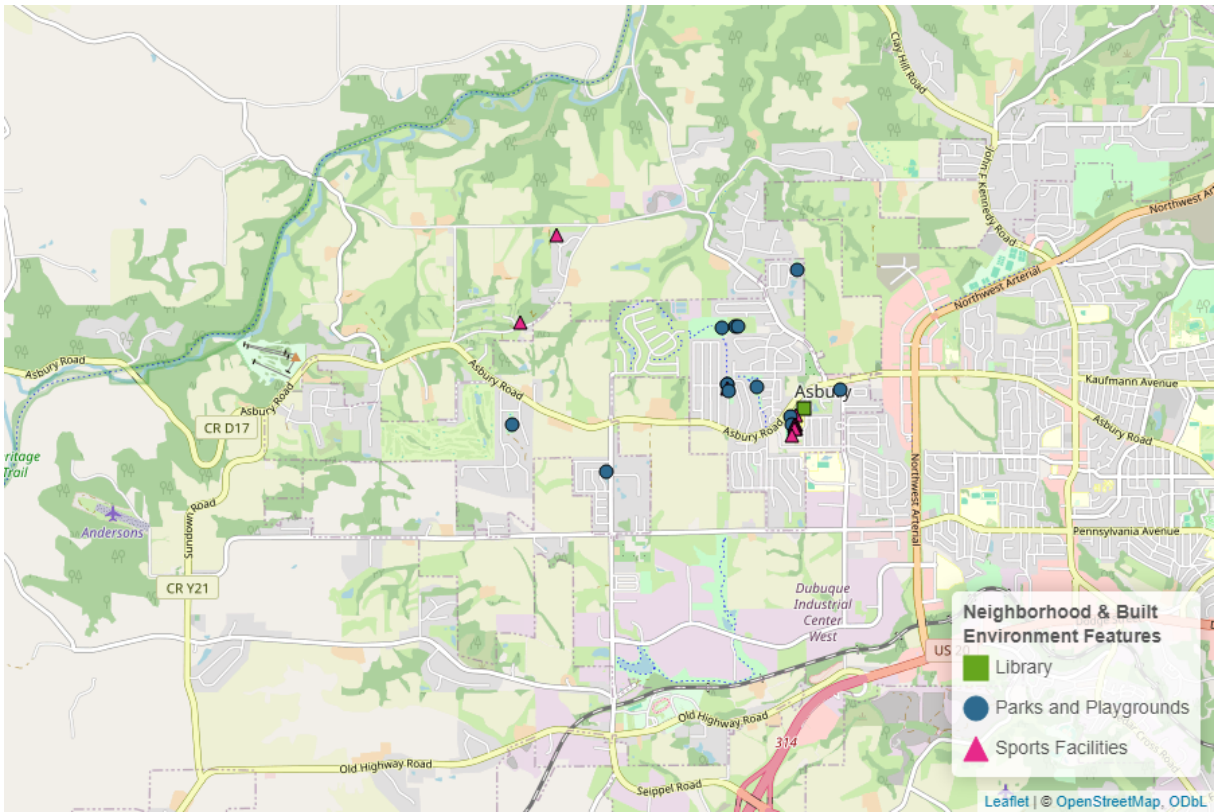 Clay Hill Road
John F Kennedy Road
Northwest Art
Northwest Arterial
Asbury Road
Asbury Road
Asbury Road
CR D17
Asbury
Kaufmann Avenue
Asbury Road
Asbury Road
eritage
Trail
Northwest Arterial
Sundown Road
Andersons
Pennsylvania Avenue
CR Y21
Dubuque
Industrial
Center
West
Neighborhood & Built
Environment Features
US 20
Library
Parks and Playgrounds
Old Highway Road
314
Sports Facilities
Old Highway Road
Seippel Road
Leaflet | © OpenStreetMap, ODbL